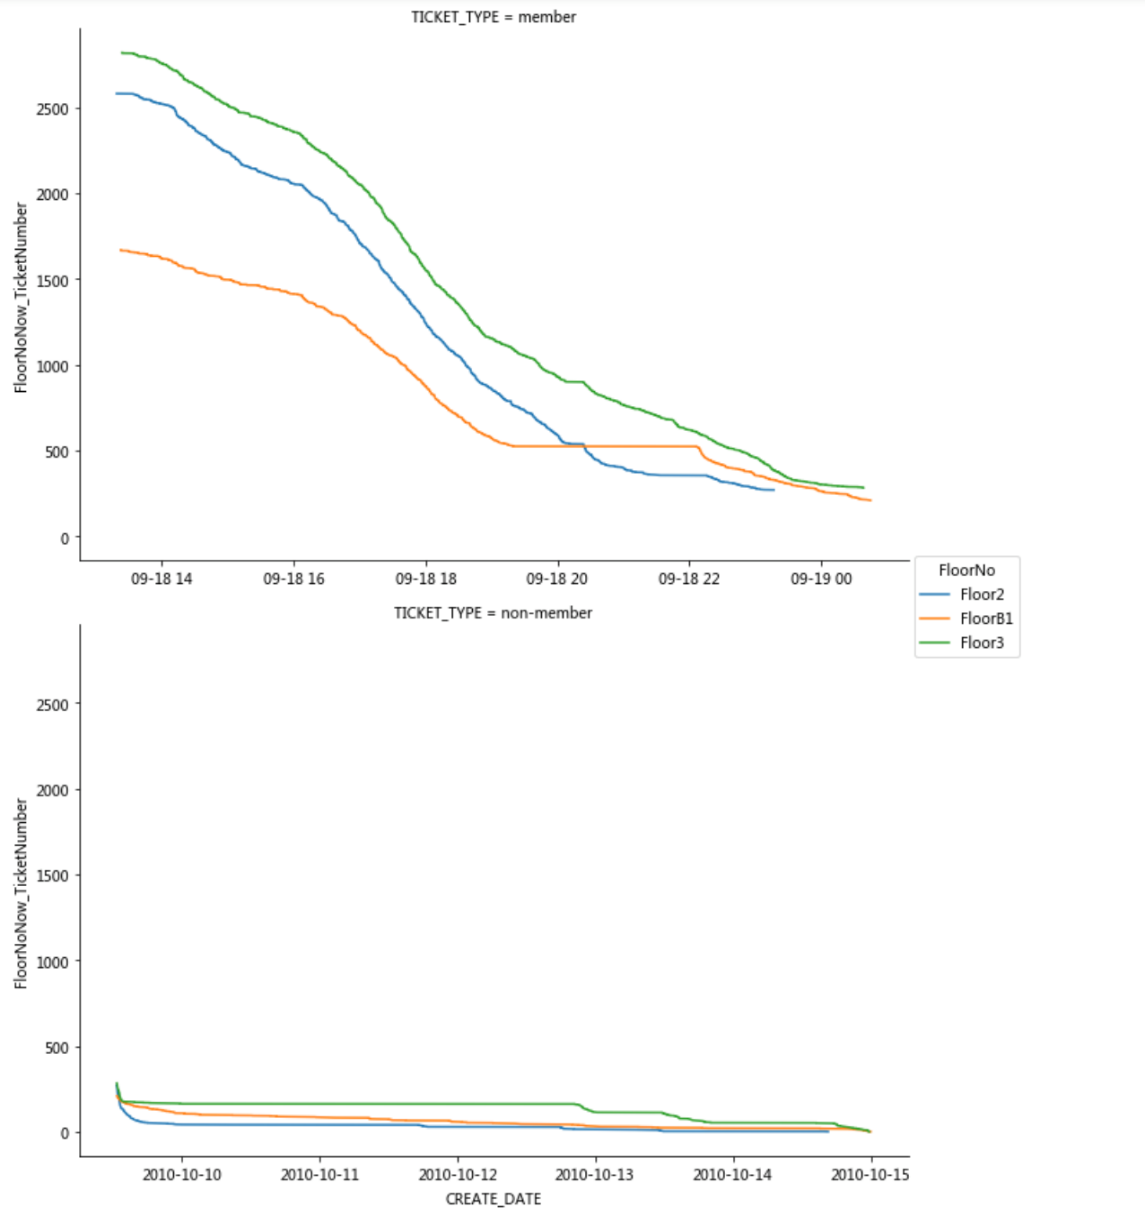 TICKET_TYPE = member
2500
2000
1500
1000
500
0
FloorNoNow_TicketNumber
09-18 14 09-18 16 09-18 18 09-18 20 09-18 22 09-19 00
FloorNo
Floor2
FloorB1
Floor3
TICKET_TYPE = non-member
2500
2000
1500
1000
500
0
FloorNoNow_TicketNumber
2010-10-10 2010-10-11 2010-10-12 2010-10-13 2010-10-14 2010-10-15
CREATE_DATE